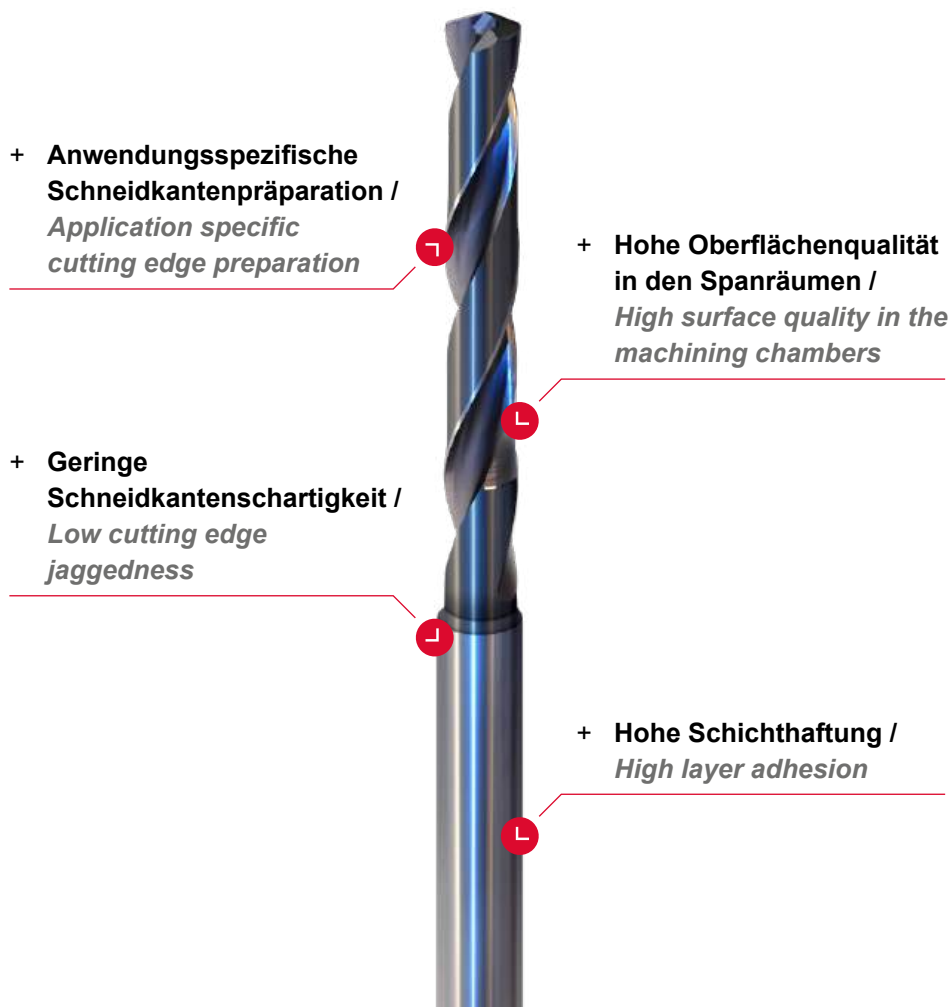 + Anwendungsspezifische
Schneidkantenpräparation /
Application specific
cutting edge preparation
+ Hohe Oberflächenqualität
in den Spanräumen /
High surface quality in the
machining chambers
+ Geringe
Schneidkantenschartigkeit /
Low cutting edge
jaggedness
+ Hohe Schichthaftung /
High layer adhesion